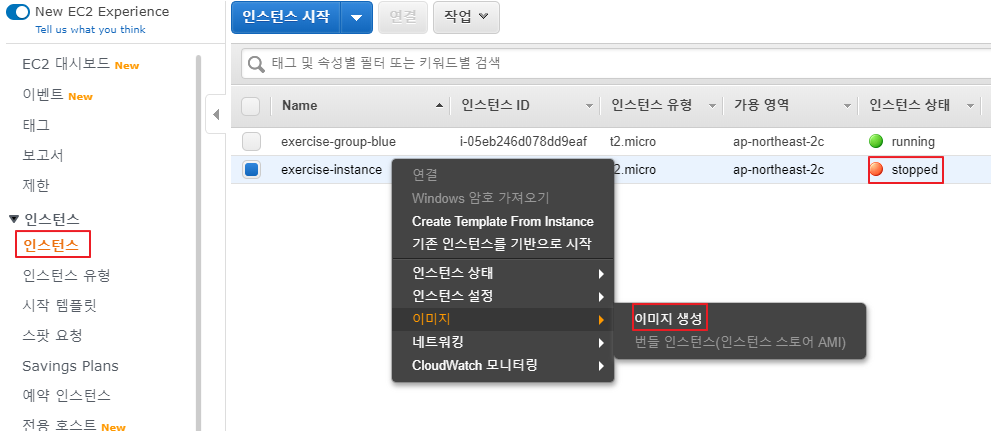 New EC2 Experience
Tell us what you think
EC2 대시보드 New
이벤트 New
태그
보고서
제한
인스턴스
인스턴스
인스턴스 유형
시작 템플릿
스팟 요청
Savings Plans
예약 인스턴스
전용 호스트 New
인스턴스 시작 연결 작업
태그 및 속성별 필터 또는 키워드별 검색
Name 인스턴스 ID 인스턴스 유형 가용 영역 인스턴스 상태
exercise-group-blue i-05eb246d078dd9eaf t2.micro ap-northeast-2c running
exercise-instance t2.micro ap-northeast-2c stopped
연결
Windows 암호 가져오기
Create Template From Instance
기존 인스턴스를 기반으로 시작
인스턴스 상태
인스턴스 설정
이미지
네트워킹
CloudWatch 모니터링
이미지 생성
번들 인스턴스(인스턴스 스토어 AMI)